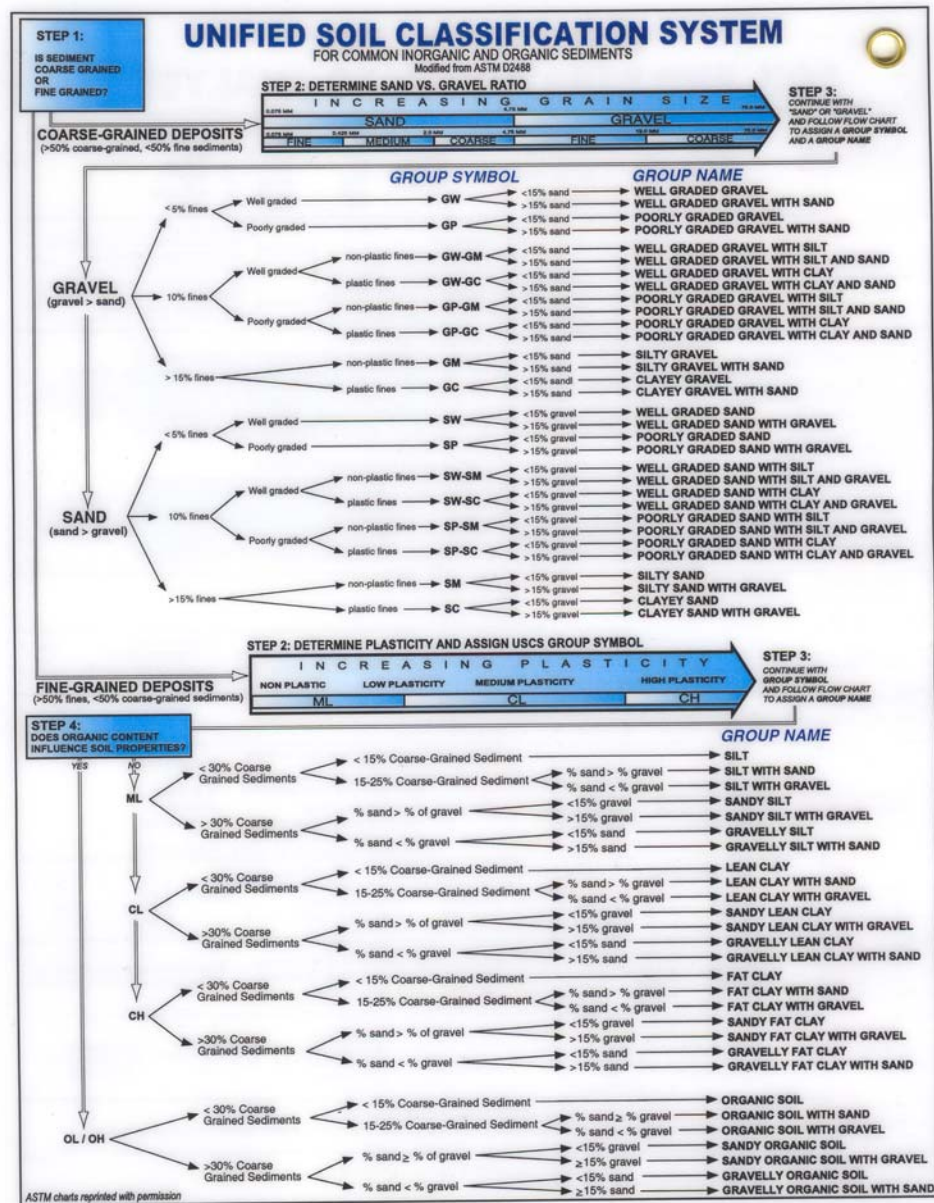 STEP 1:
IS SEDIMENT
COARSE GRAINED
OR
FINE GRAINED?
UNIFIED SOIL CLASSIFICATION SYSTEM
FOR COMMON INORGANIC AND ORGANIC SEDIMENTS
Modified from ASTM D2488
STEP 2: DETERMINE SAND VS. GRAVEL RATIO
INCREASING GRAIN SIZE
0.075 MM 4.75 MM 75.0 MM
SAND GRAVEL
0.075 MM 0.425 MM 2.0 MM 4.75 MM 19.0 MM 75.0 MM
FINE MEDIUM COARSE FINE COARSE
STEP 3:
CONTINUE WITH
"SAND" OR "GRAVEL"
AND FOLLOW FLOW CHART
TO ASSIGN A GROUP SYMBOL
AND A GROUP NAME
COARSE-GRAINED DEPOSITS
(>50% coarse-grained, <50% fine sediments)
GROUP SYMBOL GROUP NAME
GRAVEL
(gravel > sand)
<5% fines
Well graded GW
<15% sand WELL GRADED GRAVEL
>15% sand WELL GRADED GRAVEL WITH SAND
Poorly graded GP
<15% sand POORLY GRADED GRAVEL
>15% sand POORLY GRADED GRAVEL WITH SAND
10% fines
Well graded
non-plastic fines GW-GM
<15% sand WELL GRADED GRAVEL WITH SILT
>15% sand WELL GRADED GRAVEL WITH SILT AND SAND
plastic fines GW-GC
<15% sand WELL GRADED GRAVEL WITH CLAY
>15% sand WELL GRADED GRAVEL WITH CLAY AND SAND
Poorly graded
non-plastic fines GP-GM
<15% sand POORLY GRADED GRAVEL WITH SILT
>15% sand POORLY GRADED GRAVEL WITH SILT AND SAND
plastic fines GP-GC
<15% sand POORLY GRADED GRAVEL WITH CLAY
>15% sand POORLY GRADED GRAVEL WITH CLAY AND SAND
> 15% fines
non-plastic fines GM
<15% sand SILTY GRAVEL
>15% sand SILTY GRAVEL WITH SAND
plastic fines GC
<15% sandl CLAYEY GRAVEL
>15% sand CLAYEY GRAVEL WITH SAND
SAND
(sand > gravel)
<5% fines
Well graded SW
<15% gravel WELL GRADED SAND
>15% gravel WELL GRADED SAND WITH GRAVEL
Poorly graded SP
<15% gravel POORLY GRADED SAND
>15% gravel POORLY GRADED SAND WITH GRAVEL
10% fines
Well graded
non-plastic fines SW-SM
<15% gravel WELL GRADED SAND WITH SILT
>15% gravel WELL GRADED SAND WITH SILT AND GRAVEL
plastic fines SW-SC
<15% gravel WELL GRADED SAND WITH CLAY
>15% gravel WELL GRADED SAND WITH CLAY AND GRAVEL
Poorly graded
non-plastic fines SP-SM
<15% gravel POORLY GRADED SAND WITH SILT
>15% gravel POORLY GRADED SAND WITH SILT AND GRAVEL
plastic fines SP-SC
<15% gravel POORLY GRADED SAND WITH CLAY
>15% gravel POORLY GRADED SAND WITH CLAY AND GRAVEL
>15% fines
non-plastic fines SM
<15% gravel SILTY SAND
>15% gravel SILTY SAND WITH GRAVEL
plastic fines SC
<15% gravel CLAYEY SAND
>15% gravel CLAYEY SAND WITH GRAVEL
STEP 2: DETERMINE PLASTICITY AND ASSIGN USCS GROUP SYMBOL
INCREASING PLASTICITY
NON PLASTIC LOW PLASTICITY MEDIUM PLASTICITY HIGH PLASTICITY
ML CL CH
STEP 3:
CONTINUE WITH
GROUP SYMBOL
AND FOLLOW FLOW CHART
TO ASSIGN A GROUP NAME
FINE-GRAINED DEPOSITS
(>50% fines, <50% coarse-grained sediments)
STEP 4:
DOES ORGANIC CONTENT
INFLUENCE SOIL PROPERTIES?
YES NO
GROUP NAME
ML
<30% Coarse
Grained Sediments
< 15% Coarse-Grained Sediment SILT
15-25% Coarse-Grained Sediment
% sand > % gravel SILT WITH SAND
% sand < % gravel SILT WITH GRAVEL
> 30% Coarse
Grained Sediments
% sand > % of gravel
<15% gravel SANDY SILT
>15% gravel SANDY SILT WITH GRAVEL
% sand < % gravel
<15% sand GRAVELLY SILT
>15% sand GRAVELLY SILT WITH SAND
CL
<30% Coarse
Grained Sediments
< 15% Coarse-Grained Sediment LEAN CLAY
15-25% Coarse-Grained Sediment
% sand > % gravel LEAN CLAY WITH SAND
% sand < % gravel LEAN CLAY WITH GRAVEL
>30% Coarse
Grained Sediments
% sand > % of gravel
<15% gravel SANDY LEAN CLAY
>15% gravel SANDY LEAN CLAY WITH GRAVEL
% sand < % gravel
<15% sand GRAVELLY LEAN CLAY
>15% sand GRAVELLY LEAN CLAY WITH SAND
CH
<30% Coarse
Grained Sediments
< 15% Coarse-Grained Sediment FAT CLAY
15-25% Coarse-Grained Sediment
% sand > % gravel FAT CLAY WITH SAND
% sand < % gravel FAT CLAY WITH GRAVEL
>30% Coarse
Grained Sediments
% sand > % of gravel
<15% gravel SANDY FAT CLAY
>15% gravel SANDY FAT CLAY WITH GRAVEL
% sand < % gravel
<15% sand GRAVELLY FAT CLAY
>15% sand GRAVELLY FAT CLAY WITH SAND
OL / OH
< 30% Coarse
Grained Sediments
< 15% Coarse-Grained Sediment ORGANIC SOIL
15-25% Coarse-Grained Sediment
% sand ≥ % gravel ORGANIC SOIL WITH SAND
% sand < % gravel ORGANIC SOIL WITH GRAVEL
>30% Coarse
Grained Sediments
% sand ≥ % of gravel
<15% gravel SANDY ORGANIC SOIL
≥15% gravel SANDY ORGANIC SOIL WITH GRAVEL
% sand < % gravel
<15% sand GRAVELLY ORGANIC SOIL
≥15% sand GRAVELLY ORGANIC SOIL WITH SAND
ASTM charts reprinted with permission